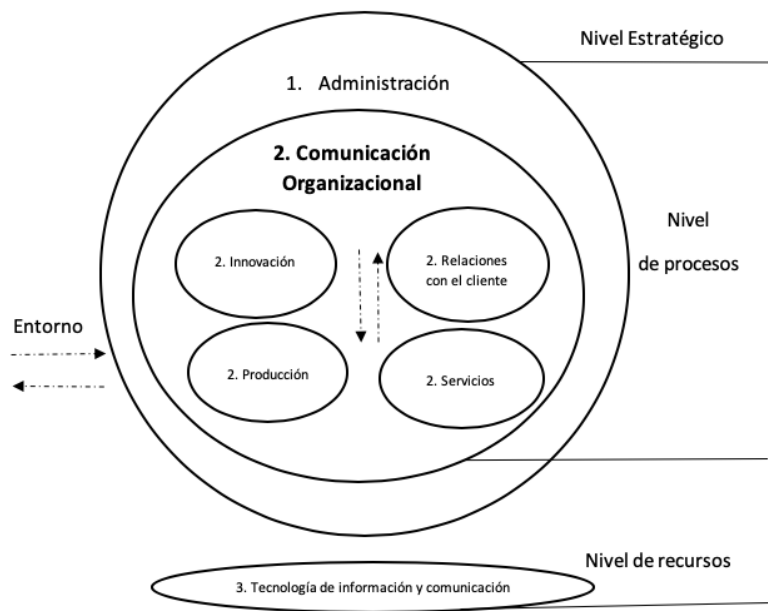 Nivel Estratégico
1. Administración
2. Comunicación
Organizacional
2. Innovación
2. Relaciones
con el cliente
Nivel
de procesos
Entorno
2. Producción
2. Servicios
Nivel de recursos
3. Tecnología de información y comunicación